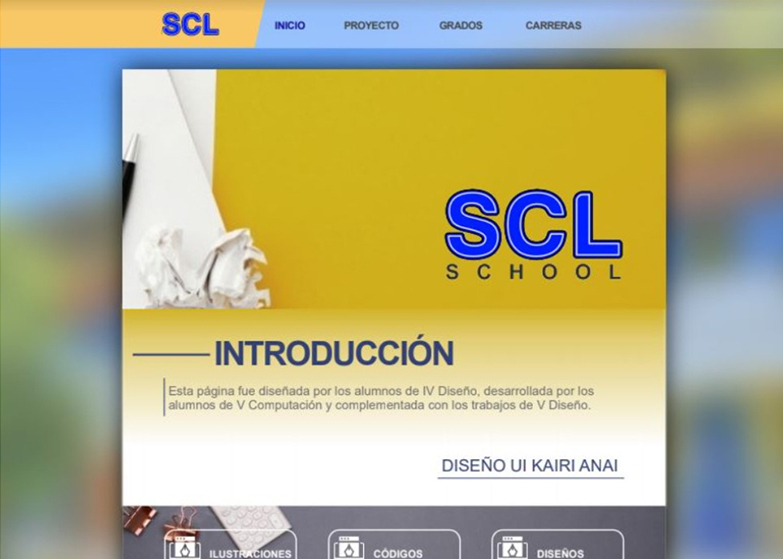 SCL INICIO PROYECTO GRADOS CARRERAS
SCL
SCHOOL
INTRODUCCIÓN
Esta página fue diseñada por los alumnos de IV Diseño, desarrollada por los
alumnos de V Computación y complementada con los trabajos de V Diseño.
DISEÑO UI KAIRI ANAI
ILUSTRACIONES CÓDIGOS DISEÑOS